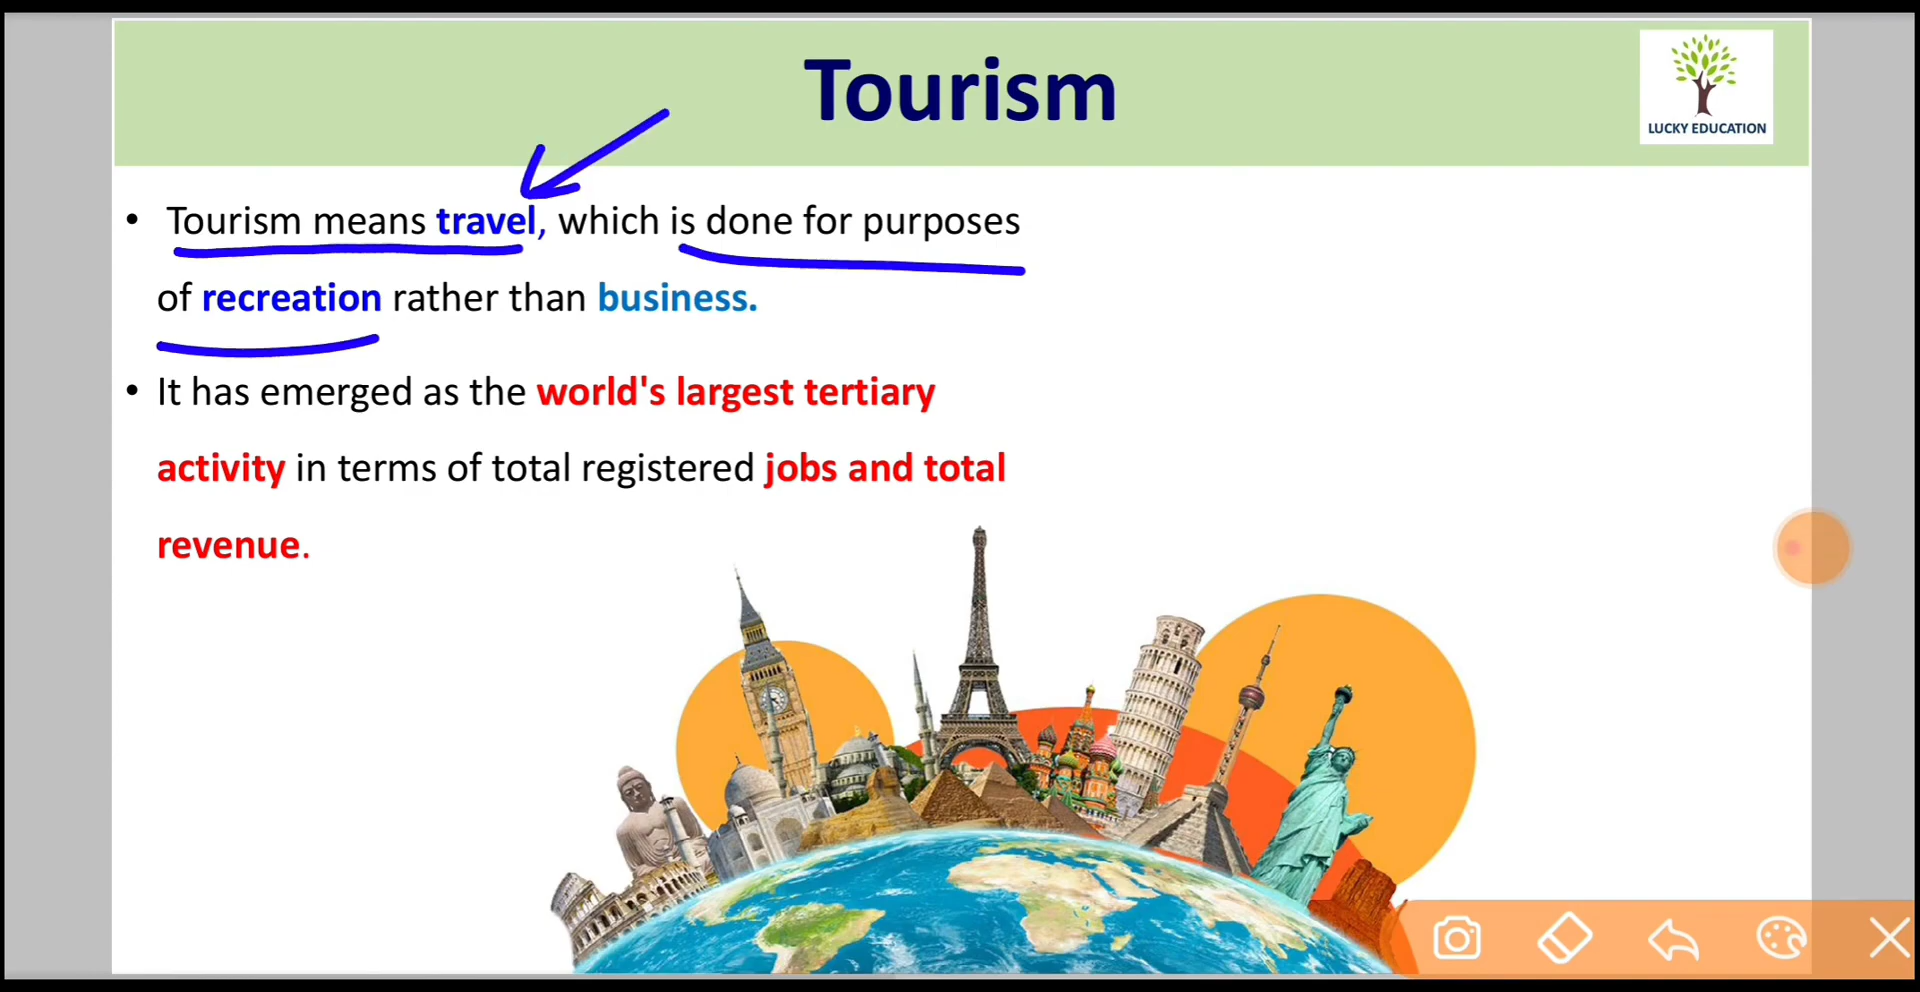 Tourism
LUCKY EDUCATION
• Tourism means travel, which is done for purposes
of recreation rather than business.
• It has emerged as the world's largest tertiary
activity in terms of total registered jobs and total
revenue.